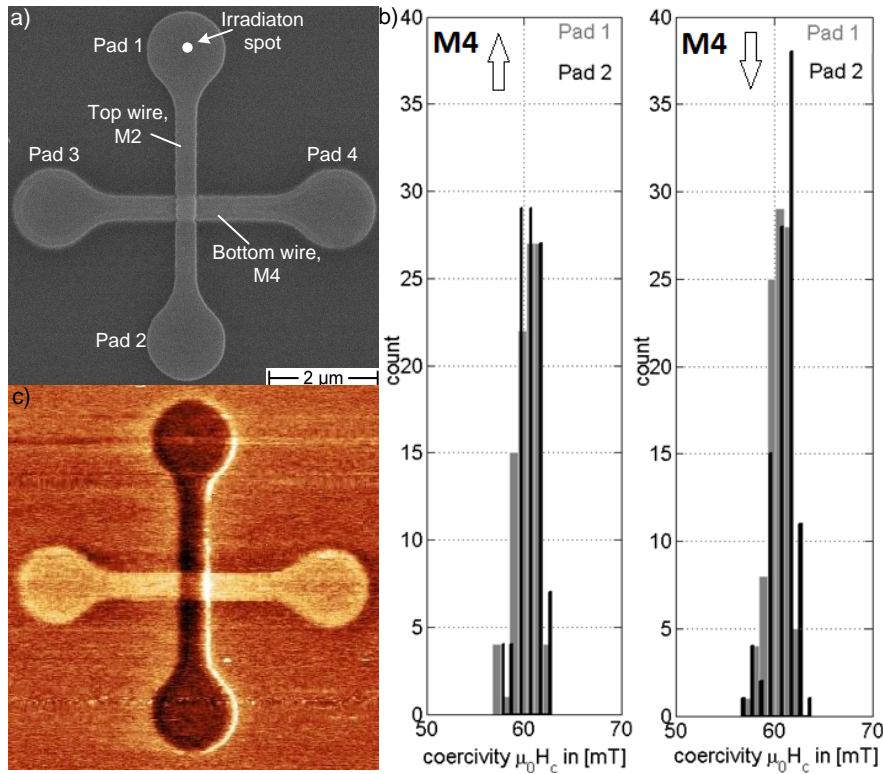 a)
Irradiaton
spot
Pad 1
Top wire,
M2
Pad 3
Pad 4
Bottom wire,
M4
Pad 2
2 µm
c)
b)
40
35
30
25
20
15
10
5
0
count
M4
Pad 1
Pad 2
50
60
70
coercivity µ₀H_c in [mT]
40
35
30
25
20
15
10
5
0
count
M4
Pad 1
Pad 2
50
60
70
coercivity µ₀H_c in [mT]